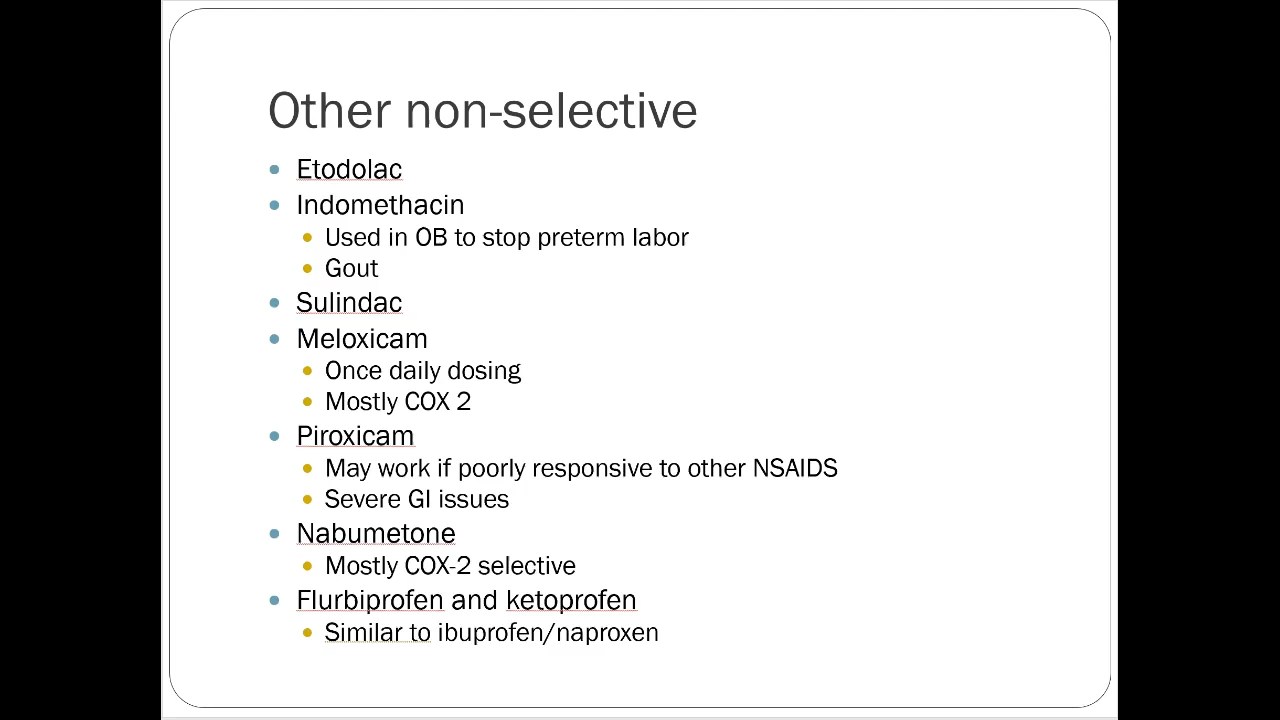 Other non-selective
Etodolac
Indomethacin
Used in OB to stop preterm labor
Gout
Sulindac
Meloxicam
Once daily dosing
Mostly COX 2
Piroxicam
May work if poorly responsive to other NSAIDS
Severe GI issues
Nabumetone
Mostly COX-2 selective
Flurbiprofen and ketoprofen
Similar to ibuprofen/naproxen